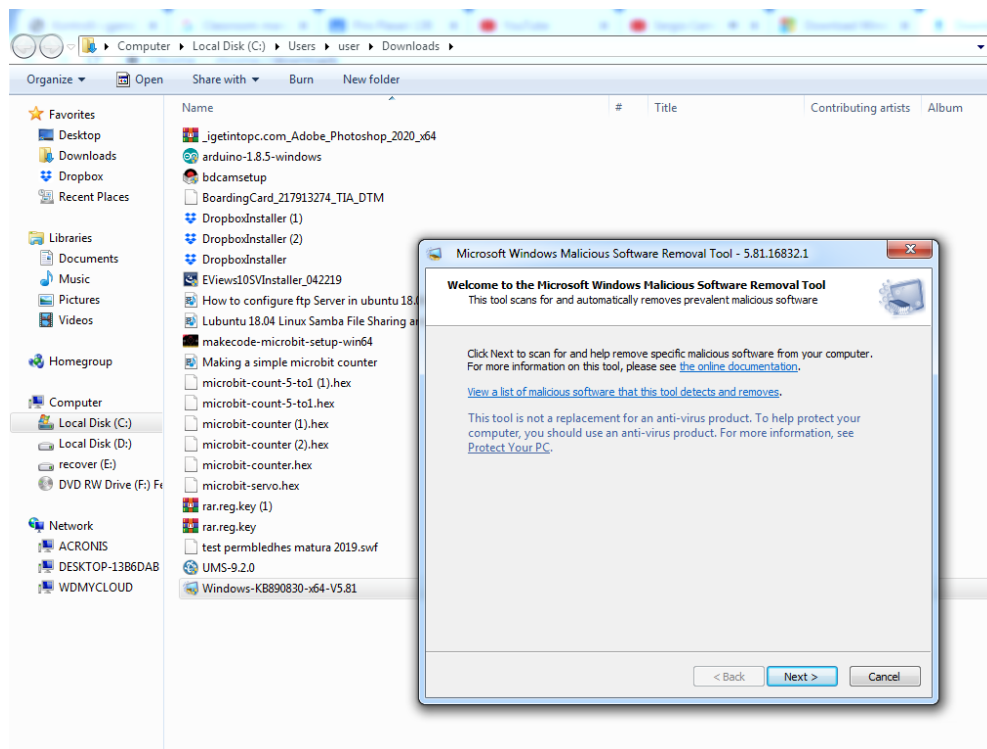 Computer Local Disk (C:) Users user Downloads
Organize Open Share with Burn New folder
Name # Title Contributing artists Album
Favorites
Desktop
Downloads
Dropbox
Recent Places
Libraries
Documents
Music
Pictures
Videos
Homegroup
Computer
Local Disk (C:)
Local Disk (D:)
recover (E:)
DVD RW Drive (F:) Fe
Network
ACRONIS
DESKTOP-13B6DAB
WDMYCLOUD
_igetintopc.com_Adobe_Photoshop_2020_x64
arduino-1.8.5-windows
bdcamsetup
BoardingCard_217913274_TIA_DTM
DropboxInstaller (1)
DropboxInstaller (2)
DropboxInstaller
EViews10SVInstaller_042219
How to configure ftp Server in ubuntu 18.0
Lubuntu 18.04 Linux Samba File Sharing an
makecode-microbit-setup-win64
Making a simple microbit counter
microbit-count-5-to1 (1).hex
microbit-count-5-to1.hex
microbit-counter (1).hex
microbit-counter (2).hex
microbit-counter.hex
microbit-servo.hex
rar.reg.key (1)
rar.reg.key
test permbledhes matura 2019.swf
UMS-9.2.0
Windows-KB890830-x64-V5.81
Microsoft Windows Malicious Software Removal Tool - 5.81.16832.1
Welcome to the Microsoft Windows Malicious Software Removal Tool
This tool scans for and automatically removes prevalent malicious software
Click Next to scan for and help remove specific malicious software from your computer.
For more information on this tool, please see the online documentation.
View a list of malicious software that this tool detects and removes.
This tool is not a replacement for an anti-virus product. To help protect your
computer, you should use an anti-virus product. For more information, see
Protect Your PC.
< Back Next > Cancel